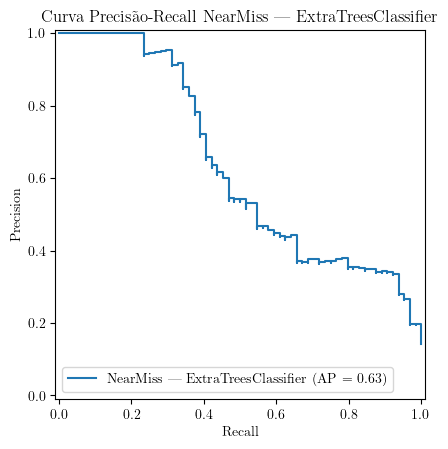 Curva Precisão-Recall NearMiss — ExtraTreesClassifier
1.0
0.8
0.6
0.4
0.2
0.0
Precision
NearMiss — ExtraTreesClassifier (AP = 0.63)
0.0 0.2 0.4 0.6 0.8 1.0
Recall